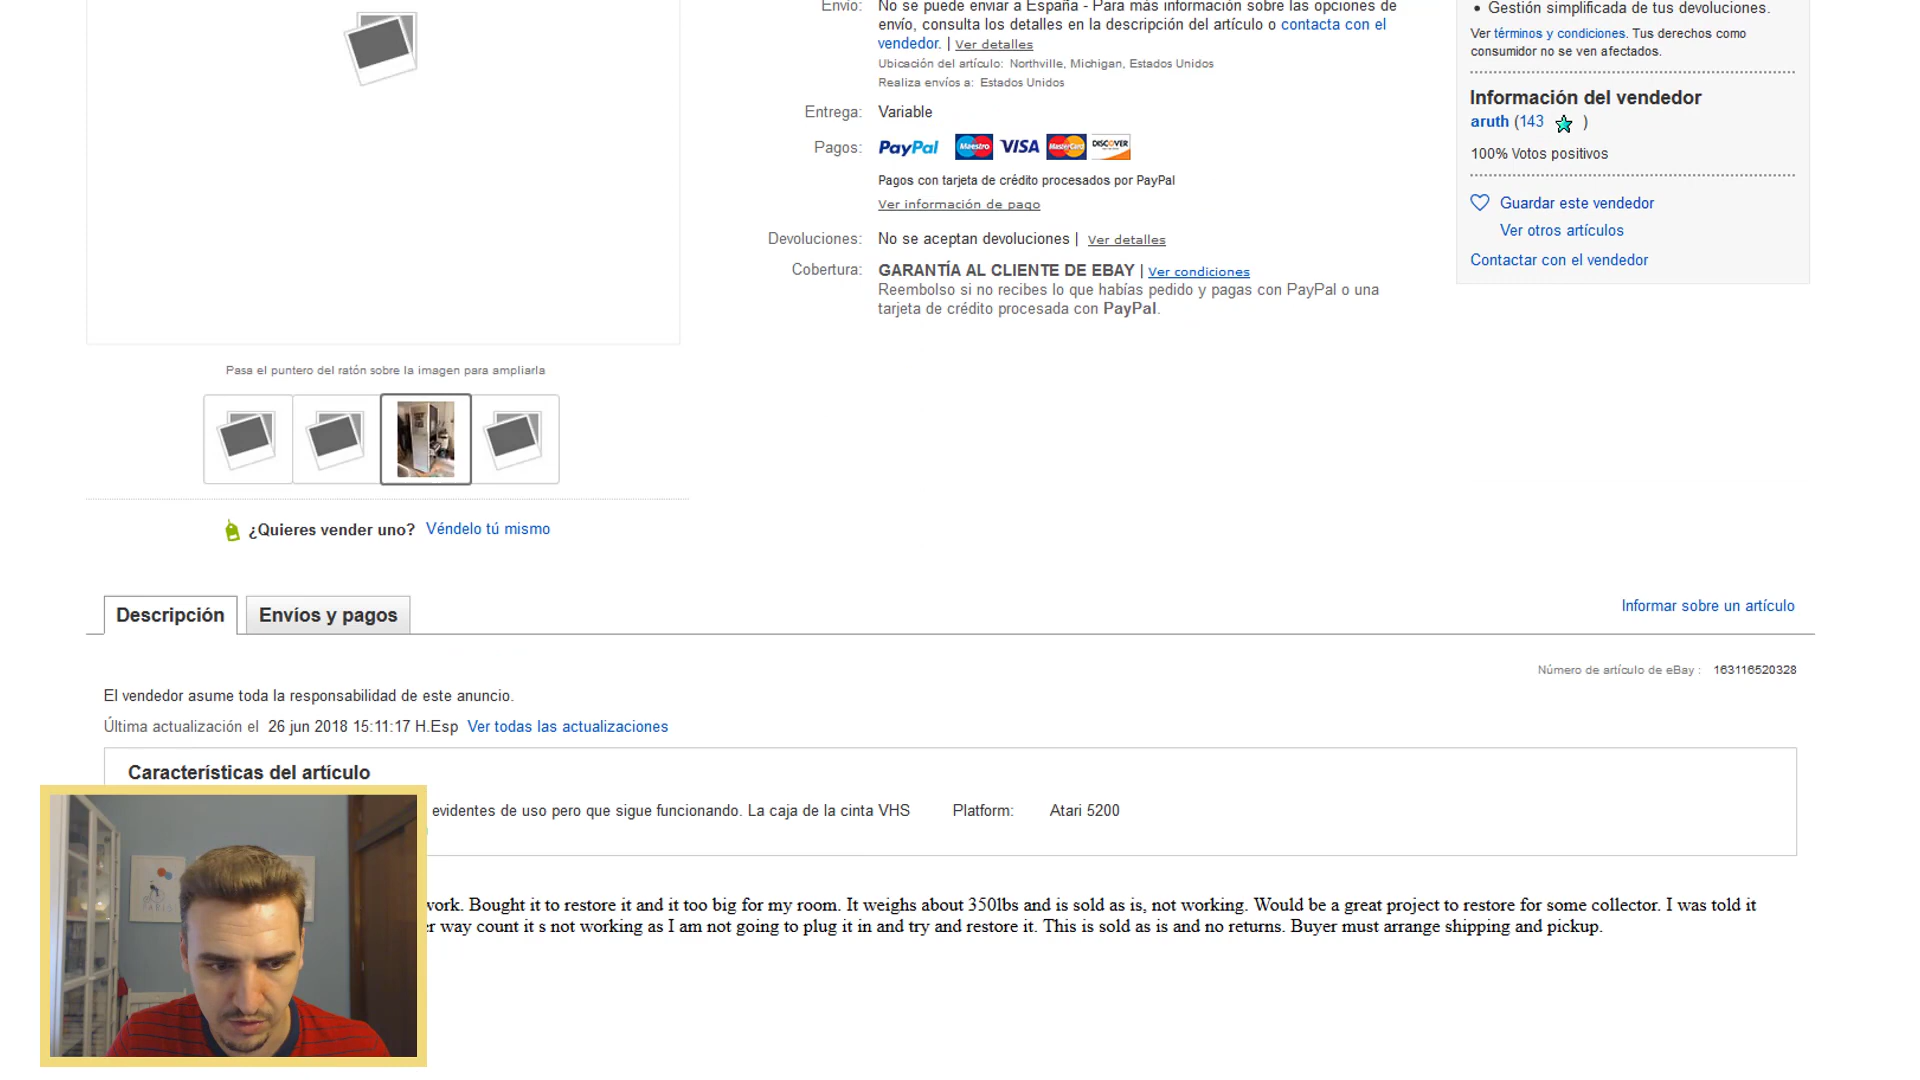 Envío: No se puede enviar a España - Para más información sobre las opciones de
envío, consulta los detalles en la descripción del artículo o contacta con el
vendedor. | Ver detalles
Ubicación del artículo: Northville, Michigan, Estados Unidos
Realiza envíos a: Estados Unidos
Entrega: Variable
Pagos: PayPal Maestro VISA MasterCard DISCOVER
Pagos con tarjeta de crédito procesados por PayPal
Ver información de pago
Devoluciones: No se aceptan devoluciones | Ver detalles
Cobertura: GARANTÍA AL CLIENTE DE EBAY | Ver condiciones
Reembolso si no recibes lo que habías pedido y pagas con PayPal o una
tarjeta de crédito procesada con PayPal.
• Gestión simplificada de tus devoluciones.
Ver términos y condiciones. Tus derechos como
consumidor no se ven afectados.
Información del vendedor
aruth (143 )
100% Votos positivos
Guardar este vendedor
Ver otros artículos
Contactar con el vendedor
Pasa el puntero del ratón sobre la imagen para ampliarla
¿Quieres vender uno? Véndelo tú mismo
Descripción Envíos y pagos
Informar sobre un artículo
Número de artículo de eBay : 163116520328
El vendedor asume toda la responsabilidad de este anuncio.
Última actualización el 26 jun 2018 15:11:17 H.Esp Ver todas las actualizaciones
Características del artículo
evidentes de uso pero que sigue funcionando. La caja de la cinta VHS Platform: Atari 5200
work. Bought it to restore it and it too big for my room. It weighs about 350lbs and is sold as is, not working. Would be a great project to restore for some collector. I was told it
way count it s not working as I am not going to plug it in and try and restore it. This is sold as is and no returns. Buyer must arrange shipping and pickup.
PARIS